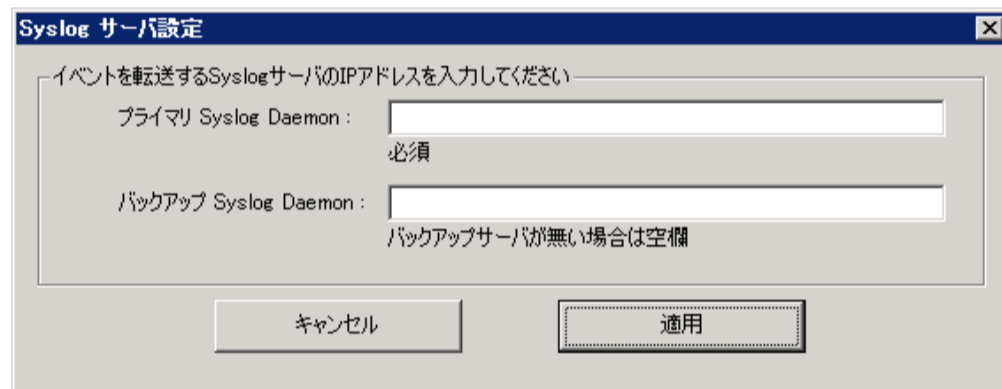 Syslog サーバ設定
イベントを転送するSyslogサーバのIPアドレスを入力してください
プライマリ Syslog Daemon :
必須
バックアップ Syslog Daemon :
バックアップサーバが無い場合は空欄
キャンセル
適用